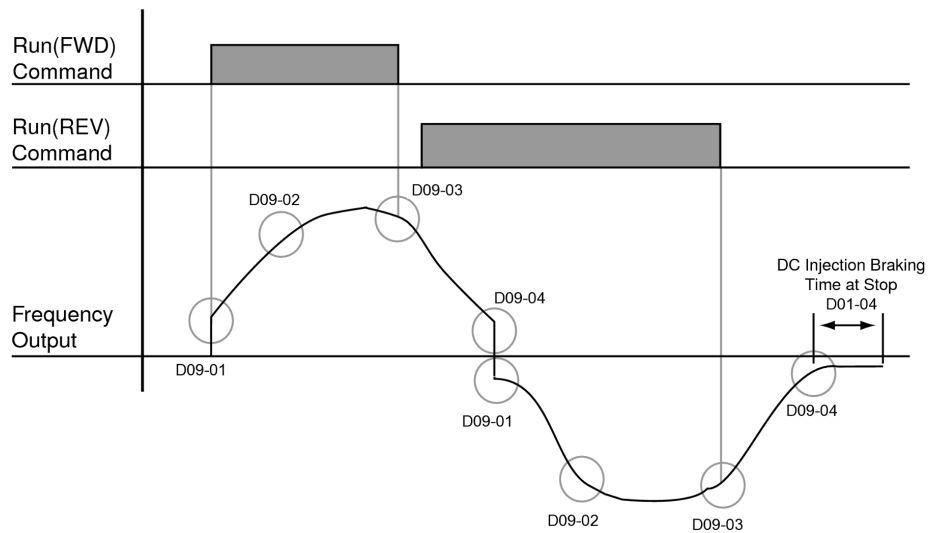 Run(FWD)
Command
Run(REV)
Command
D09-02
D09-03
DC Injection Braking
Time at Stop
D01-04
D09-04
Frequency
Output
D09-01
D09-01
D09-04
D09-02
D09-03